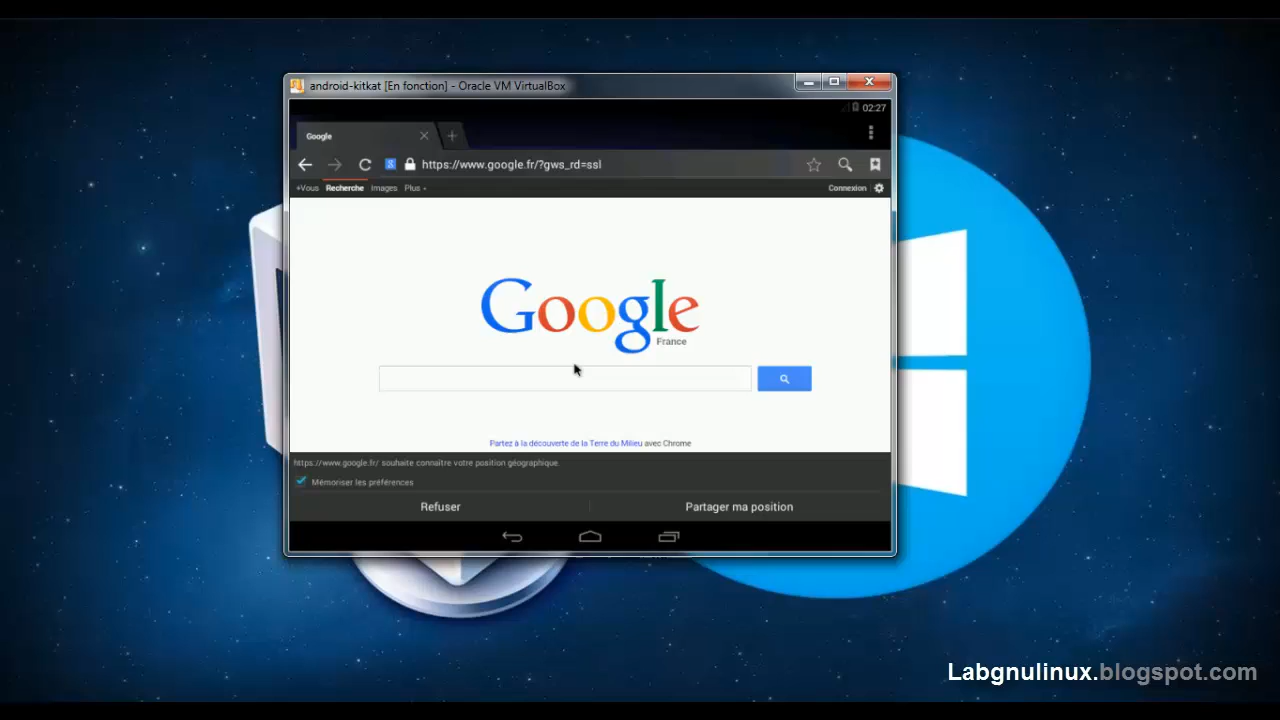 android-kitkat [En fonction] - Oracle VM VirtualBox
02:27
Google
https://www.google.fr/?gws_rd=ssl
+Vous Recherche Images Plus Connexion
Google
France
Partez à la découverte de la Terre du Milieu avec Chrome
https://www.google.fr/ souhaite connaître votre position géographique.
Mémoriser les préférences
Refuser Partager ma position
Labgnulinux.blogspot.com